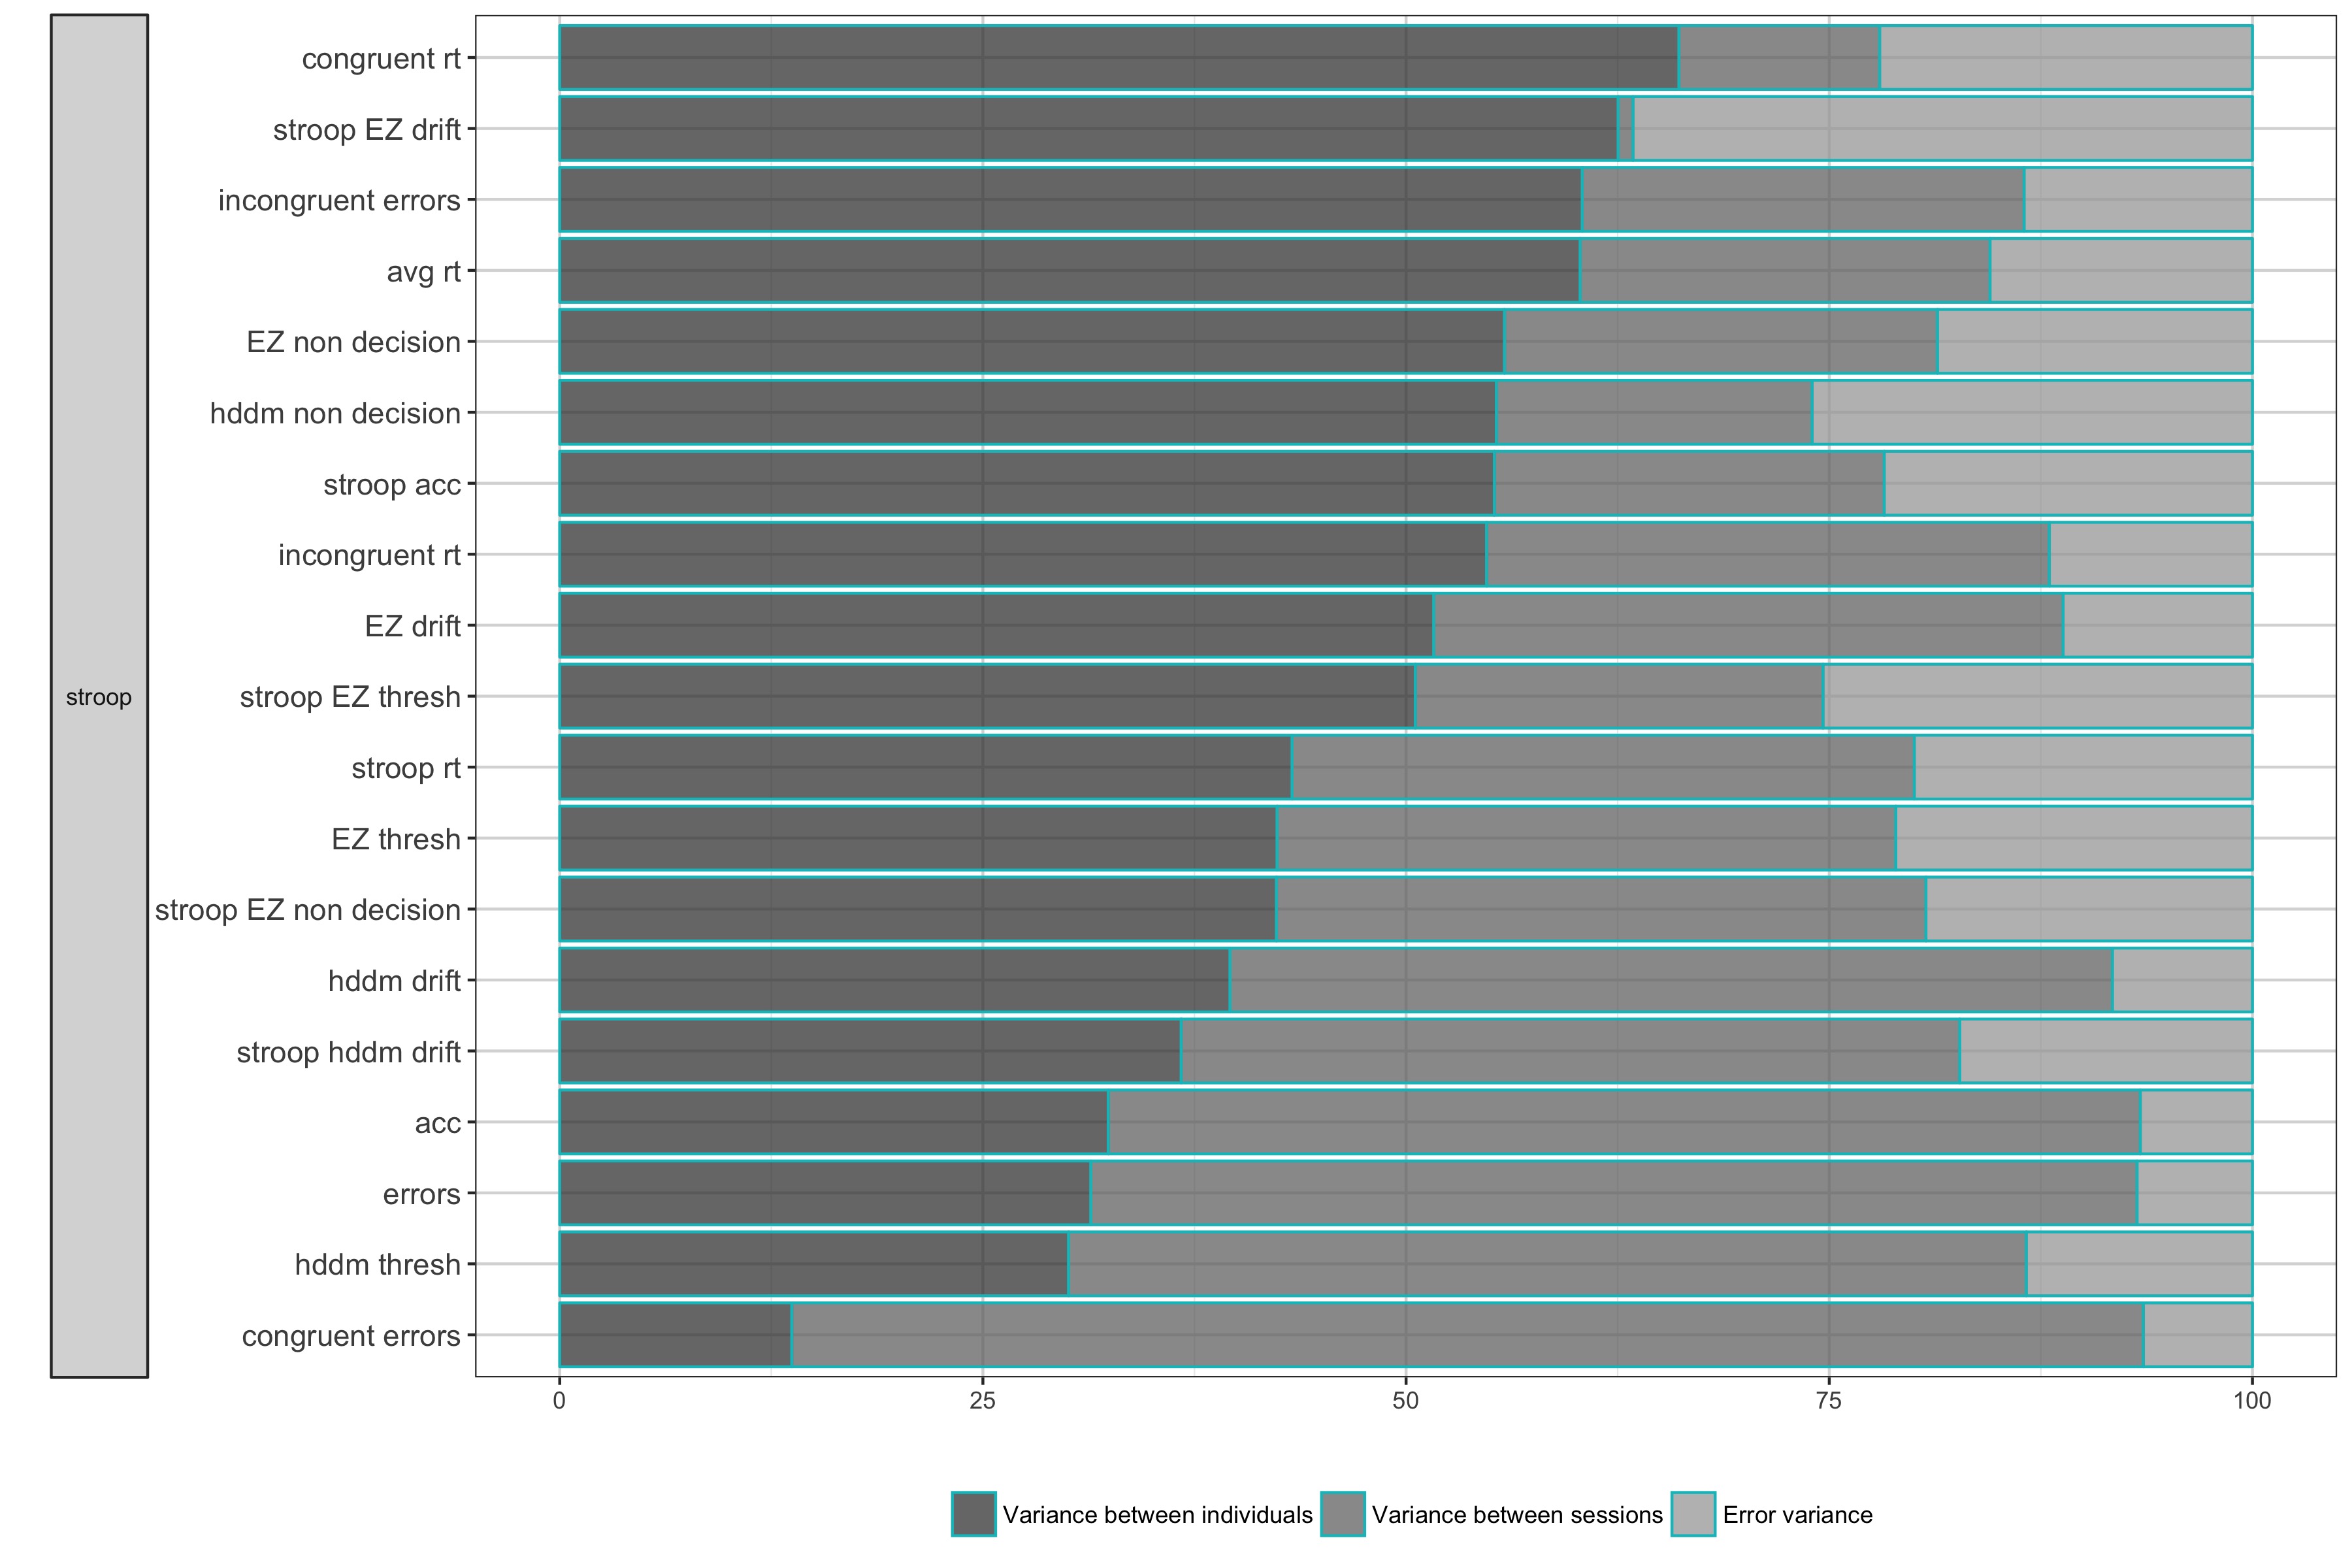 stroop
congruent rt
stroop EZ drift
incongruent errors
avg rt
EZ non decision
hddm non decision
stroop acc
incongruent rt
EZ drift
stroop EZ thresh
stroop rt
EZ thresh
stroop EZ non decision
hddm drift
stroop hddm drift
acc
errors
hddm thresh
congruent errors
0 25 50 75 100
Variance between individuals Variance between sessions Error variance